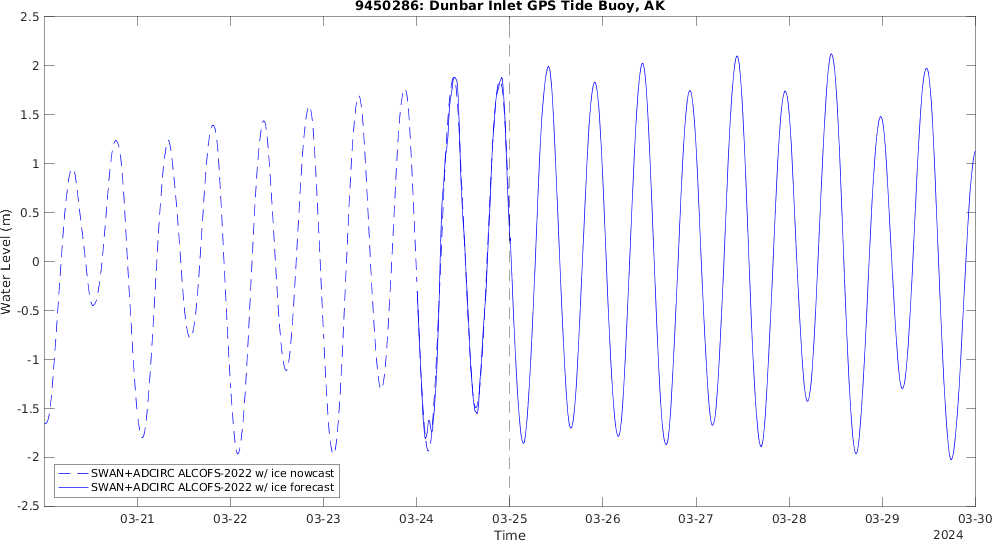 9450286: Dunbar Inlet GPS Tide Buoy, AK
2.5
2
1.5
1
0.5
0
-0.5
-1
-1.5
-2
-2.5
Water Level (m)
SWAN+ADCIRC ALCOFS-2022 w/ ice nowcast
SWAN+ADCIRC ALCOFS-2022 w/ ice forecast
03-21 03-22 03-23 03-24 03-25 03-26 03-27 03-28 03-29 03-30
Time
2024